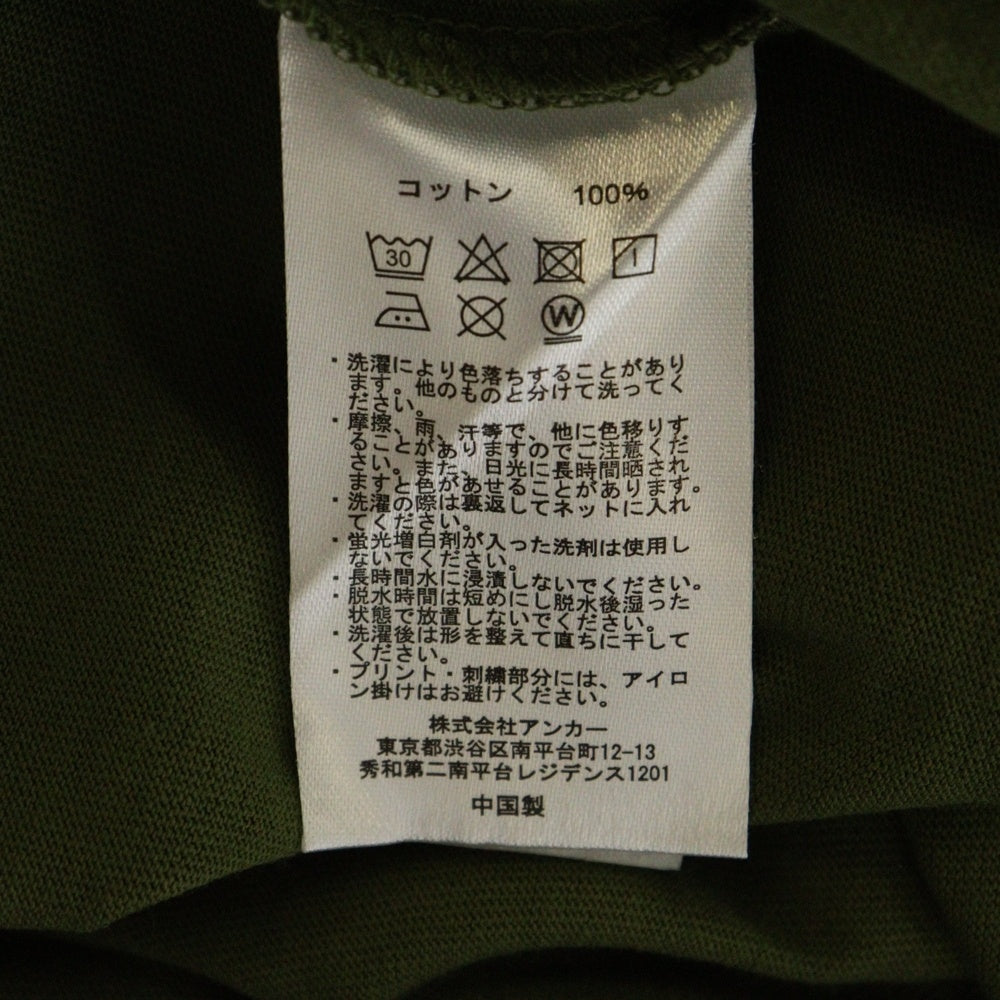 コットン 100%
30
W
・洗濯により色落ちすることがあり
ます。他のものと分けて洗ってく
ださい。
・摩擦、雨、汗等で、他に色移りす
ることがありますのでご注意くだ
さい。また、日光に長時間晒され
ますと色があせることがあります。
・洗濯の際は裏返してネットに入れ
てください。
・蛍光増白剤が入った洗剤は使用し
ないでください。
・長時間水に浸漬しないでください。
・脱水時間は短めにし脱水後湿った
状態で放置しないでください。
・洗濯後は形を整えて直ちに干して
ください。
・プリント・刺繍部分には、アイロ
ン掛けはお避けください。
株式会社アンカー
東京都渋谷区南平台町12-13
秀和第二南平台レジデンス1201
中国製